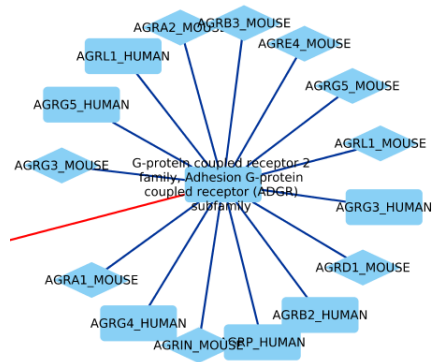 AGRA2_MOUSE
AGRB3_MOUSE
AGRE4_MOUSE
AGRL1_HUMAN
AGRG5_MOUSE
AGRG5_HUMAN
AGRL1_MOUSE
AGRG3_MOUSE
G-protein coupled receptor 2
family, Adhesion G-protein
coupled receptor (ADGR)
subfamily
AGRG3_HUMAN
AGRD1_MOUSE
AGRA1_MOUSE
AGRB2_HUMAN
AGRG4_HUMAN
AGRIN_MOUSE